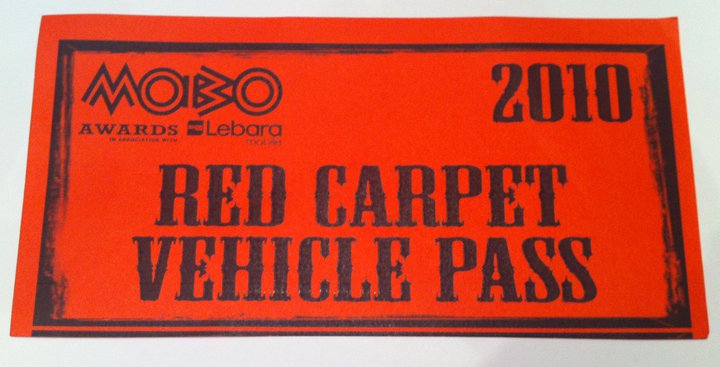 MOBO
2010
AWARDS Lebara
IN ASSOCIATION WITH mobile
RED CARPET
VEHICLE PASS